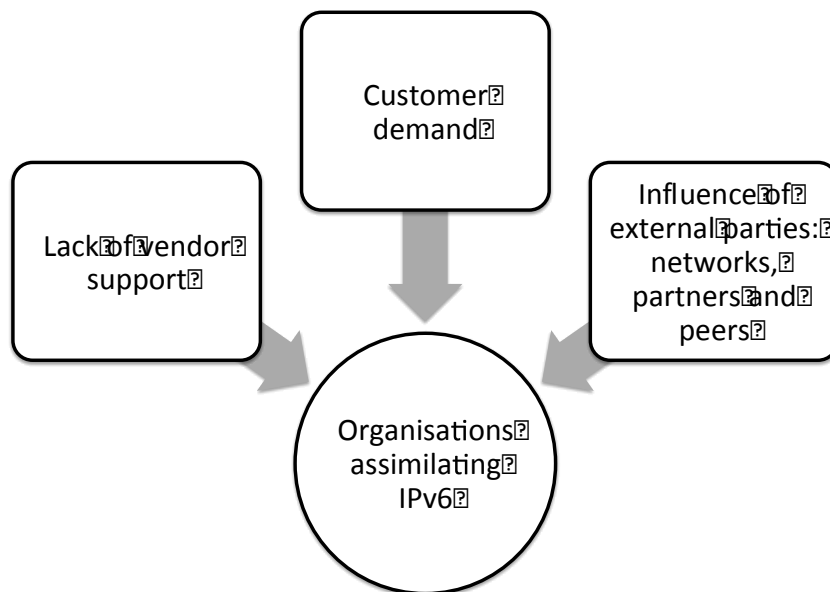 Customer
demand
Lack of vendor
support
Influence of
external parties:
networks,
partners and
peers
Organisations
assimilating
IPv6